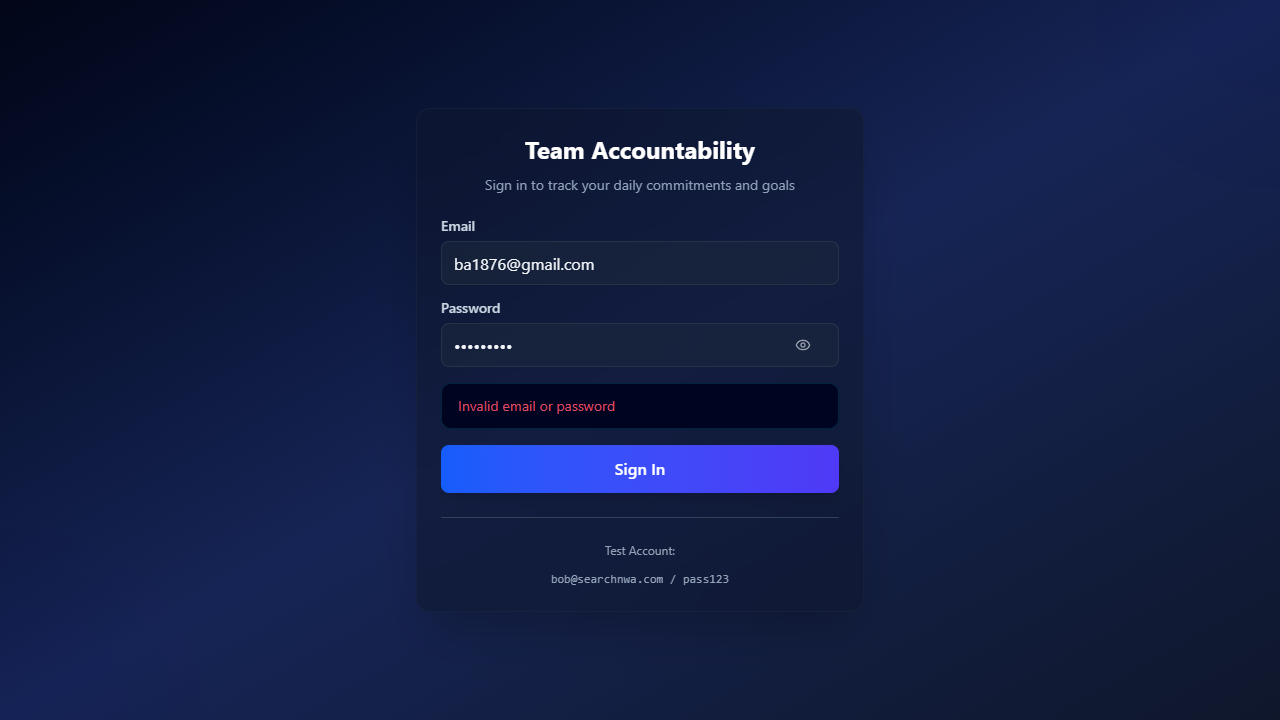 Team Accountability
Sign in to track your daily commitments and goals
Email
ba1876@gmail.com
Password
•••••••••
Invalid email or password
Sign In
Test Account:
bob@searchnwa.com / pass123